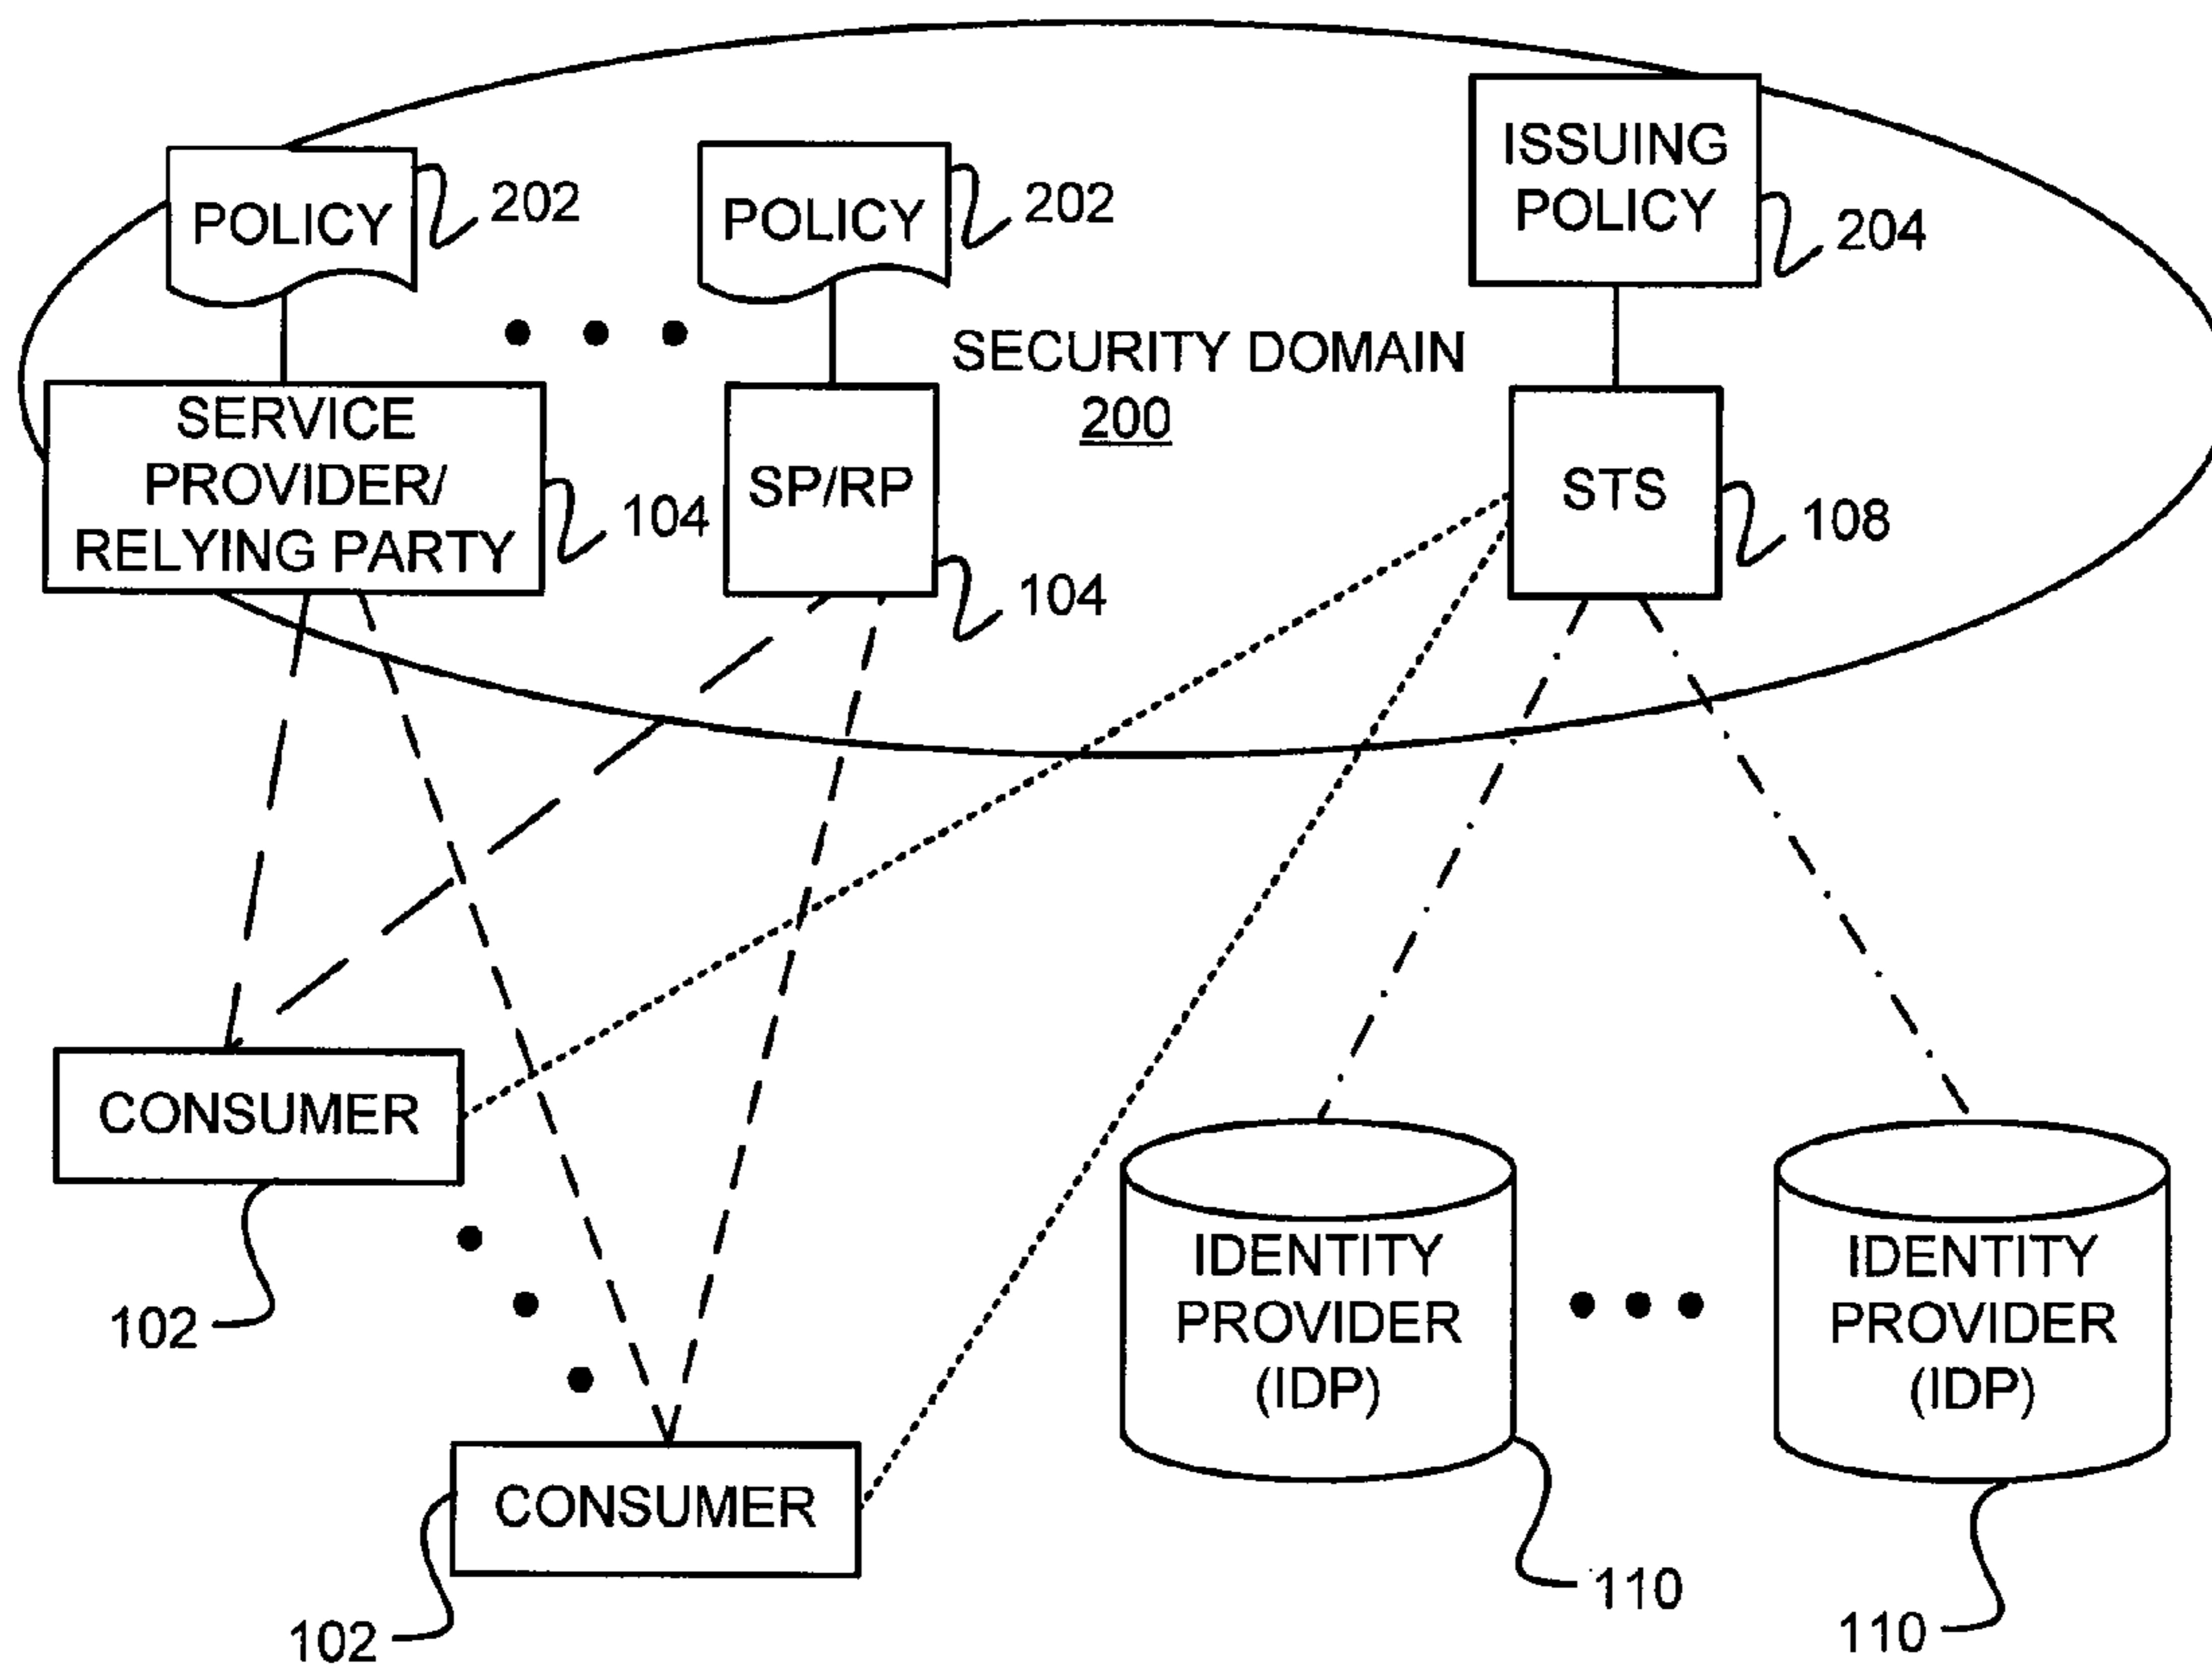 POLICY
202
POLICY
202
ISSUING
POLICY
204
SECURITY DOMAIN
200
SERVICE
PROVIDER/
RELYING PARTY
104
SP/RP
104
STS
108
CONSUMER
102
CONSUMER
102
IDENTITY
PROVIDER
(IDP)
110
IDENTITY
PROVIDER
(IDP)
110